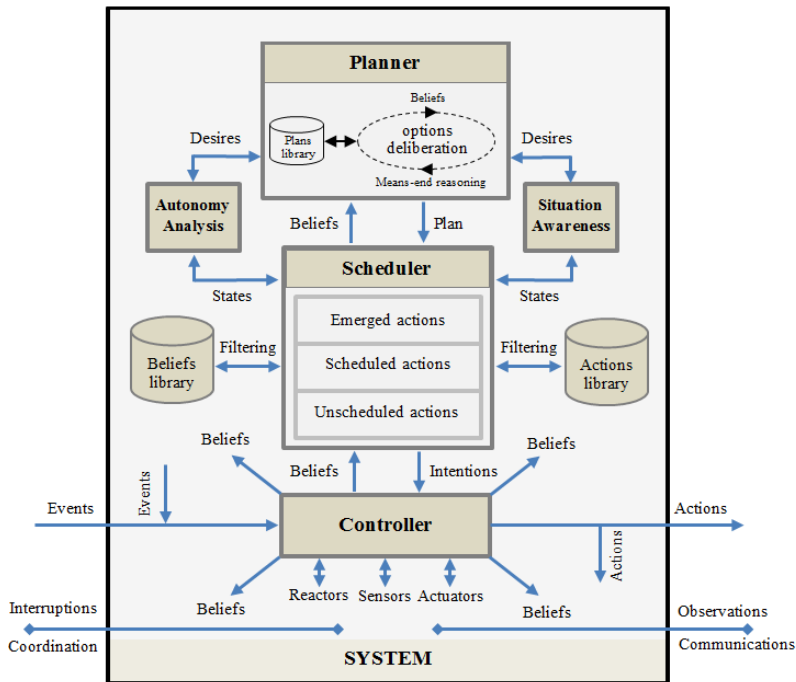 Planner
Beliefs
Plans
library
options
deliberation
Means-end reasoning
Desires
Desires
Autonomy
Analysis
Situation
Awareness
Beliefs
Plan
Scheduler
States
States
Emerged actions
Scheduled actions
Unscheduled actions
Filtering
Filtering
Beliefs
library
Actions
library
Beliefs
Beliefs
Intentions
Beliefs
Events
Events
Controller
Actions
Actions
Beliefs
Reactors
Sensors
Actuators
Beliefs
Interruptions
Coordination
Observations
Communications
SYSTEM